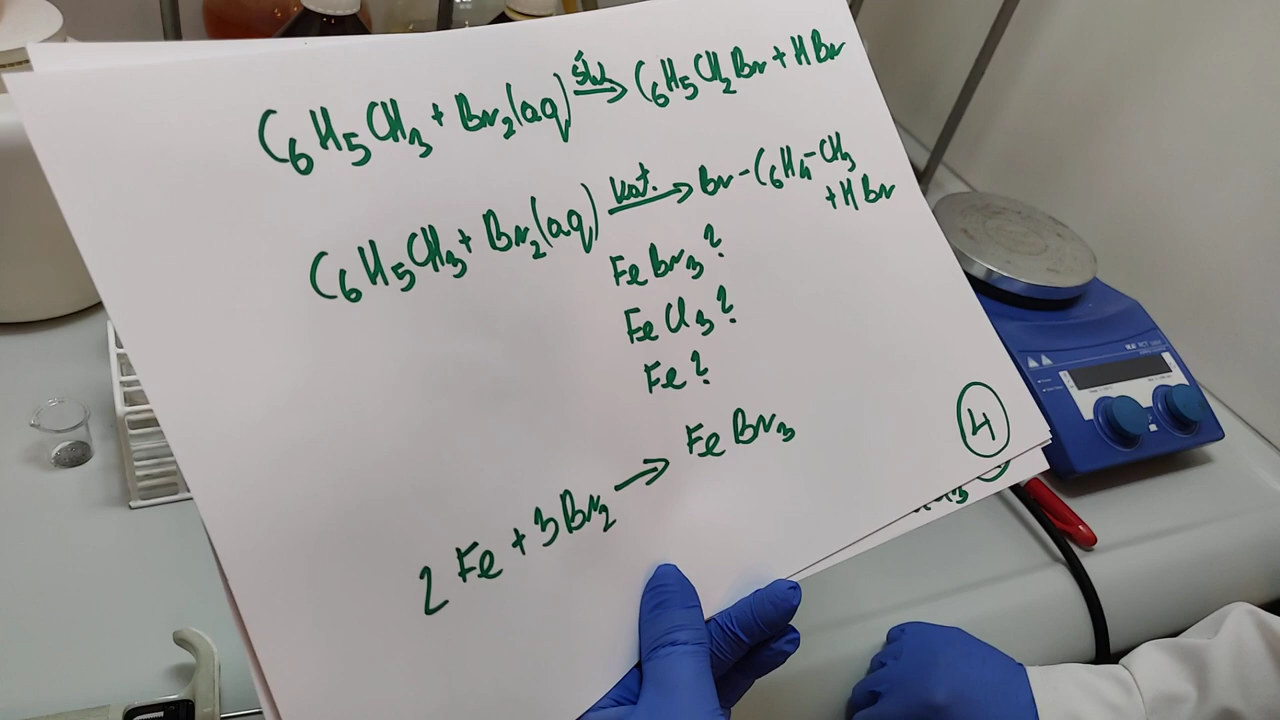 C6H5CH3 + Br2(aq) św. → C6H5CH2Br + HBr
C6H5CH3 + Br2(aq) kat. → Br-C6H4-CH3
+ HBr
FeBr3?
FeCl3?
Fe?
2Fe + 3Br2 → FeBr3
4